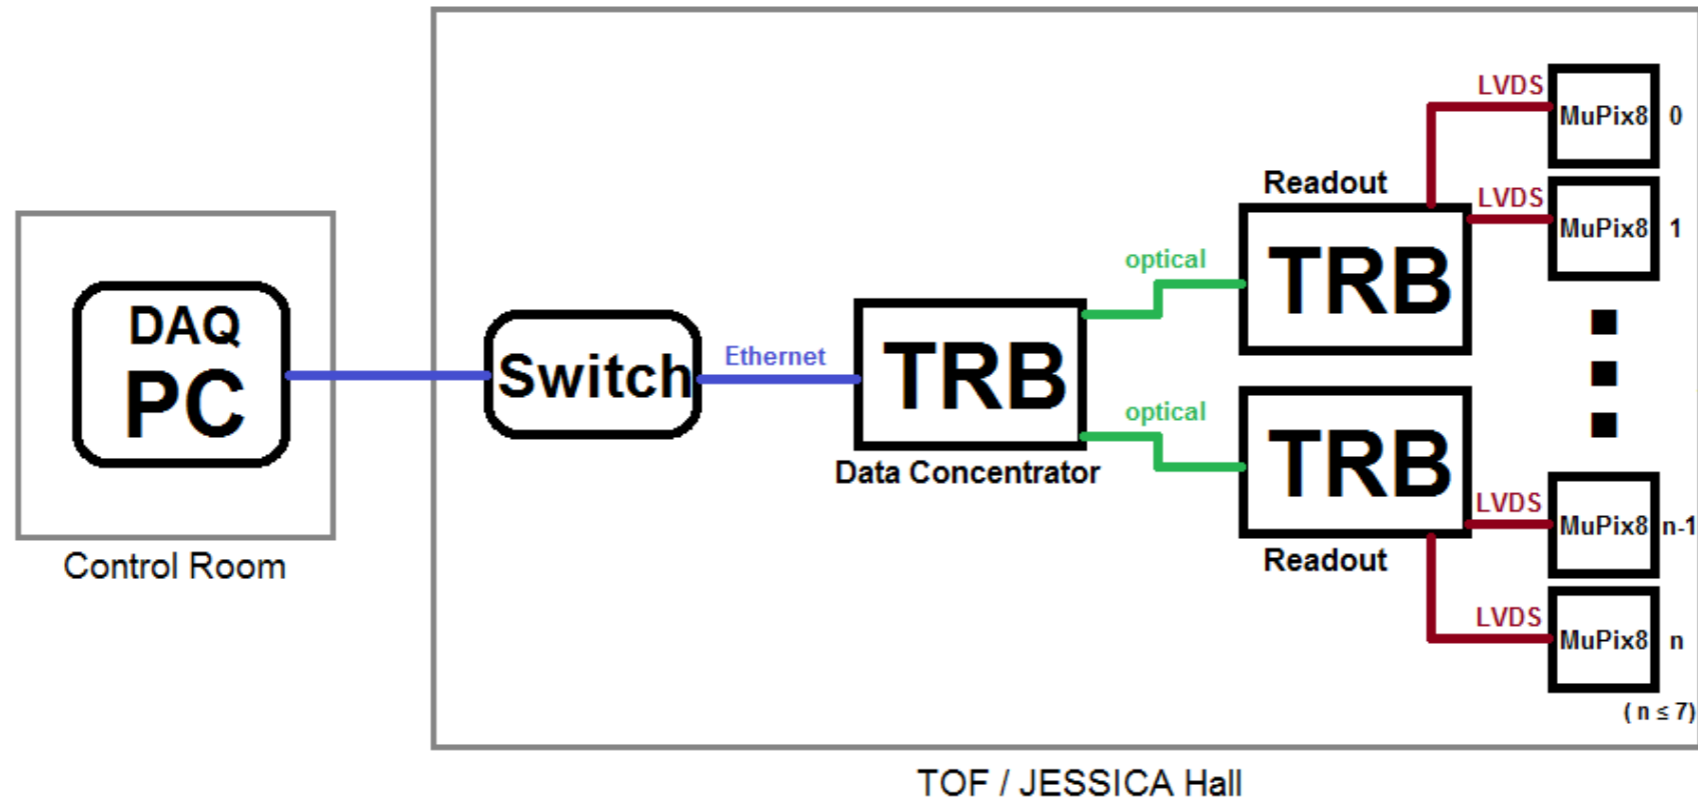 DAQ
PC
Control Room
Switch
Ethernet
TRB
Data Concentrator
optical
optical
Readout
TRB
TRB
Readout
LVDS
MuPix8 0
LVDS
MuPix8 1
LVDS
MuPix8 n-1
LVDS
MuPix8 n
( n ≤ 7)
TOF / JESSICA Hall